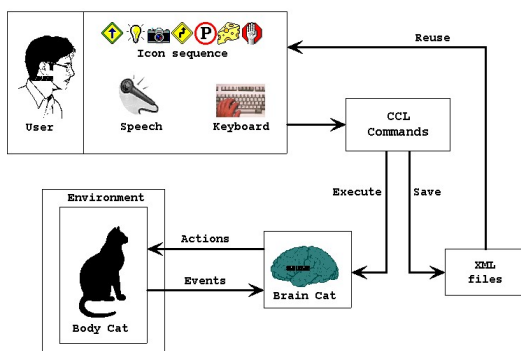 P
Icon sequence
Reuse
User
Speech
Keyboard
CCL
Commands
Execute
Save
Environment
Actions
Events
Body Cat
Brain Cat
XML
files